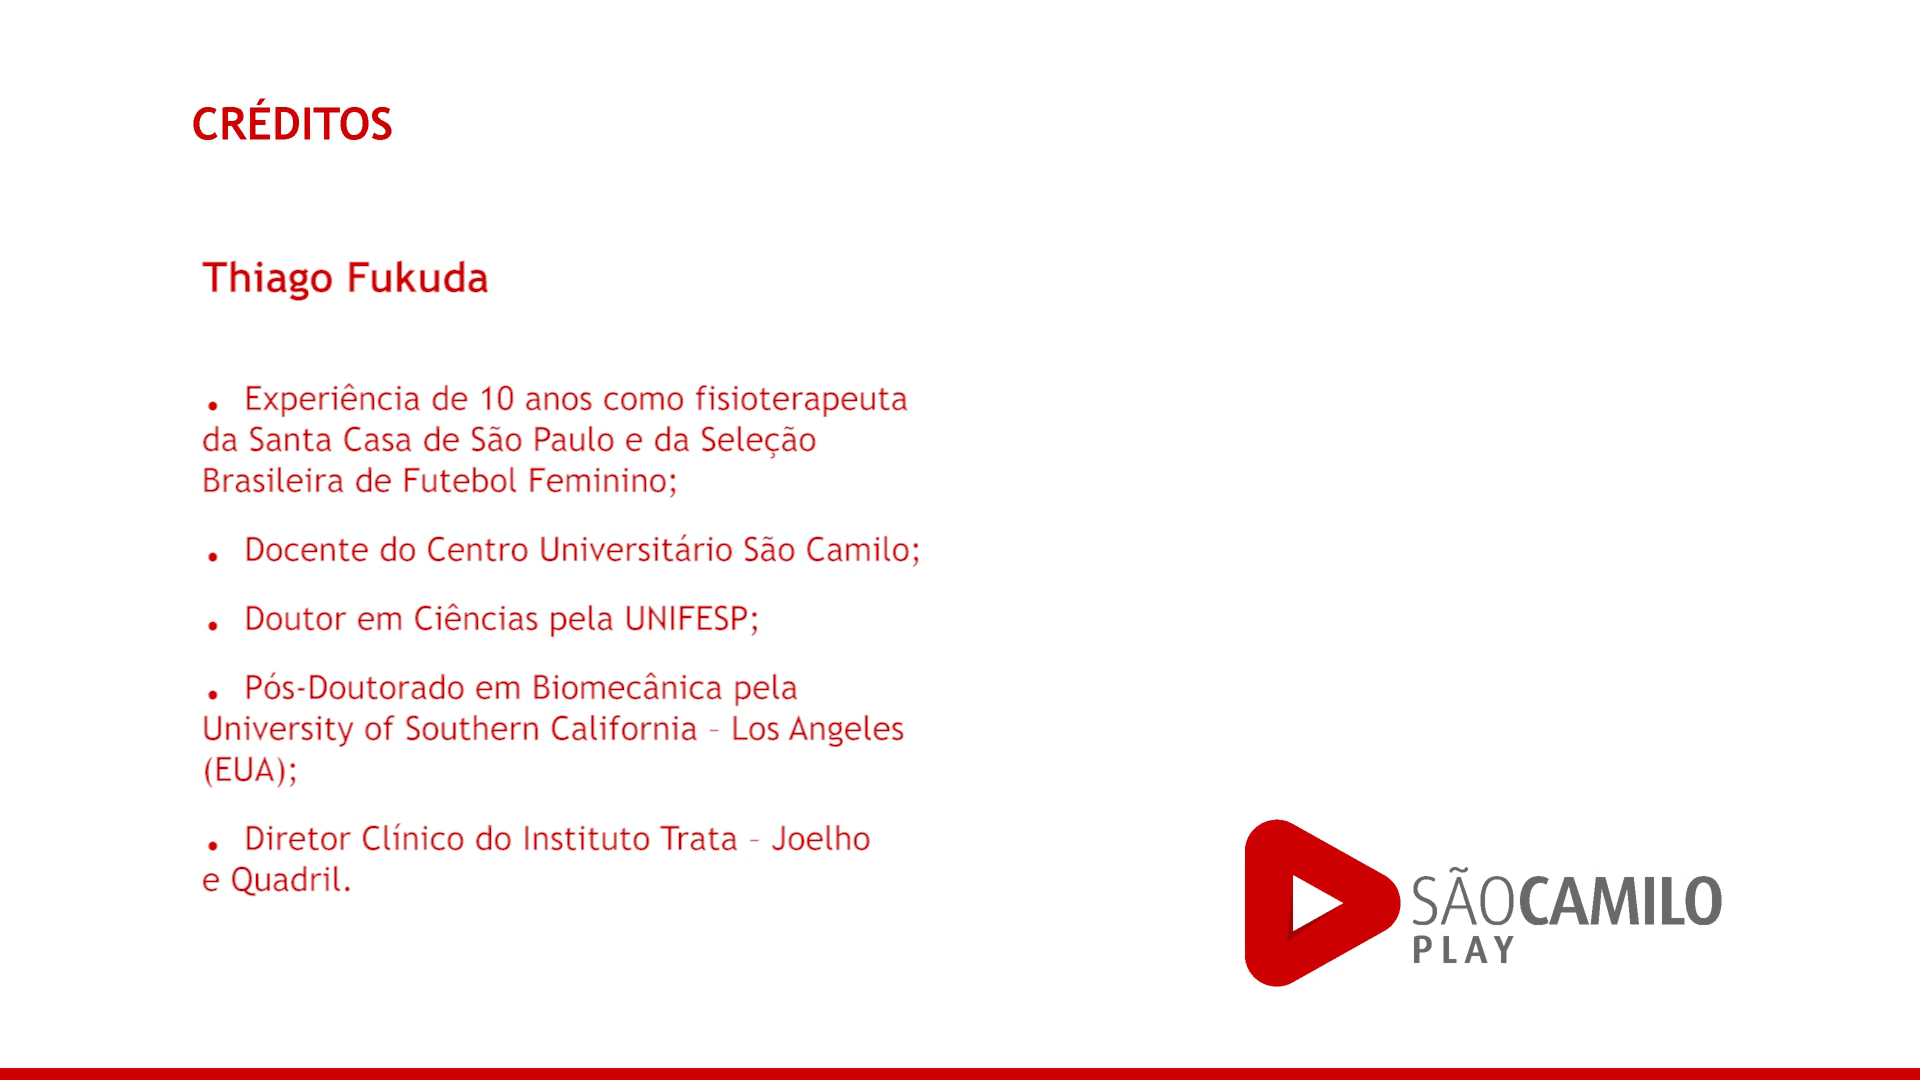 CRÉDITOS
Thiago Fukuda
. Experiência de 10 anos como fisioterapeuta
da Santa Casa de São Paulo e da Seleção
Brasileira de Futebol Feminino;
. Docente do Centro Universitário São Camilo;
. Doutor em Ciências pela UNIFESP;
. Pós-Doutorado em Biomecânica pela
University of Southern California – Los Angeles
(EUA);
. Diretor Clínico do Instituto Trata – Joelho
e Quadril.
SÃOCAMILO
PLAY